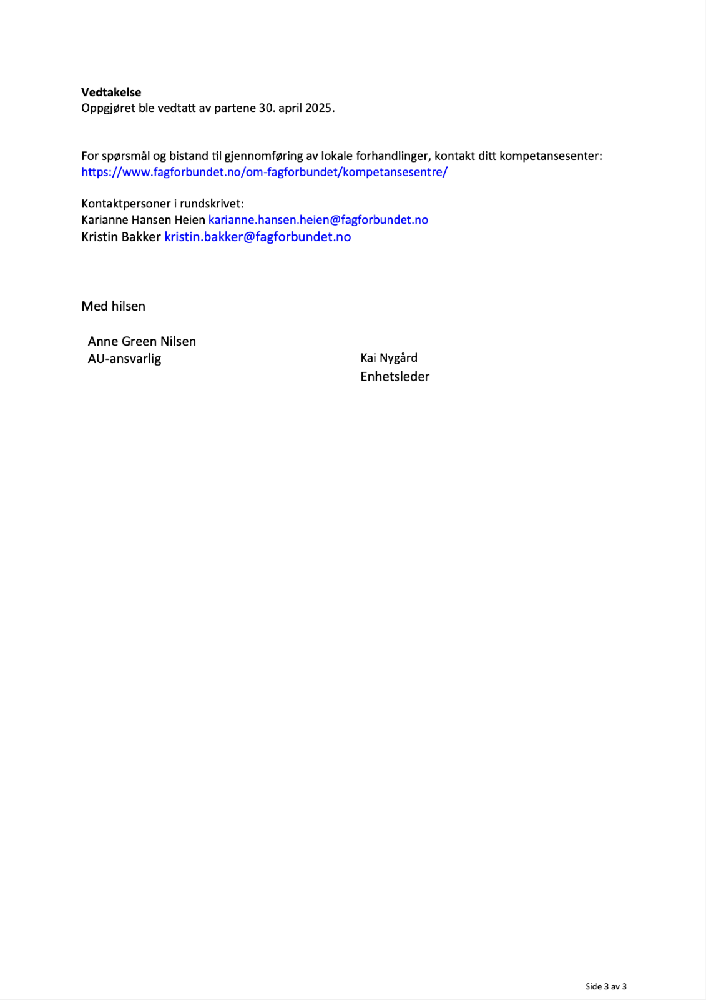 Vedtakelse
Oppgjøret ble vedtatt av partene 30. april 2025.
For spørsmål og bistand til gjennomføring av lokale forhandlinger, kontakt ditt kompetansesenter:
https://www.fagforbundet.no/om-fagforbundet/kompetansesentre/
Kontaktpersoner i rundskrivet:
Karianne Hansen Heien karianne.hansen.heien@fagforbundet.no
Kristin Bakker kristin.bakker@fagforbundet.no
Med hilsen
Anne Green Nilsen
AU-ansvarlig
Kai Nygård
Enhetsleder
Side 3 av 3